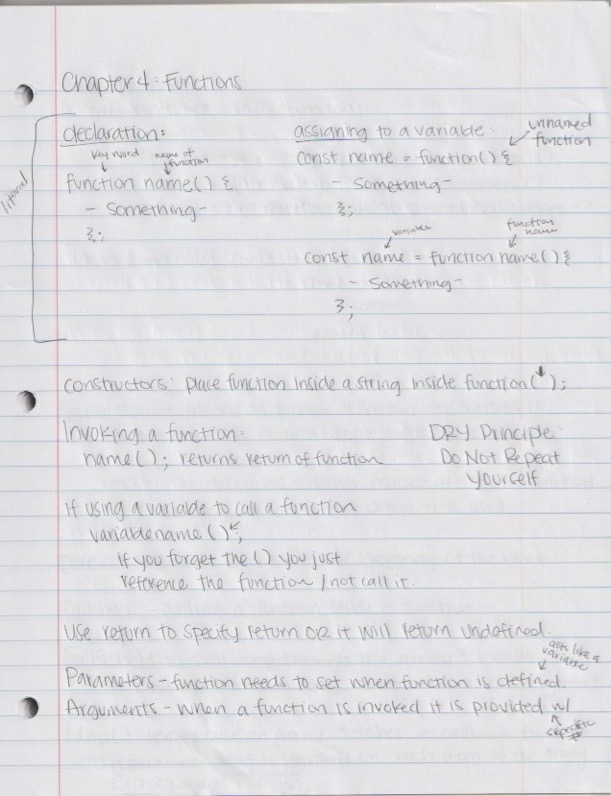 Chapter 4: Functions
literal
declaration:
key word
name of function
function name() {
- Something -
};
assigning to a variable:
unnamed function
const name = function() {
- Something -
};
variable
function name
const name = function name() {
- Something -
};
constructors: place function inside a string inside function( );
Invoking a function:
name(); returns return of function
DRY Principle:
Do Not Repeat
Yourself
if using a variable to call a function
variablename();
If you forget the () you just
reference the function / not call it.
Use return to specify return or it will return undefined.
acts like a variable
Parameters - function needs to set when function is defined.
Arguments - when a function is invoked it is provided w/